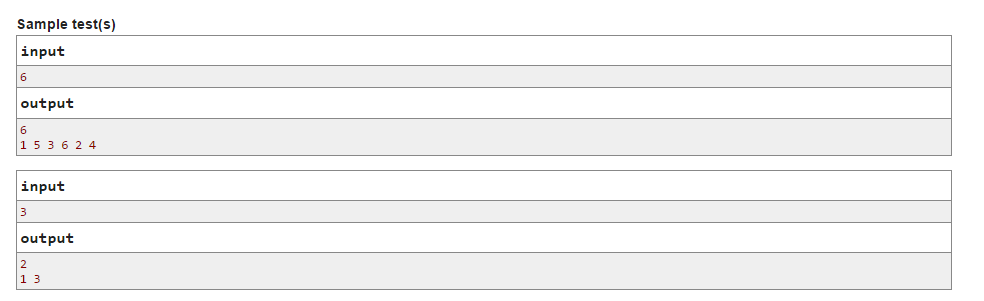 Sample test(s)
input
6
output
6
1 5 3 6 2 4
input
3
output
2
1 3